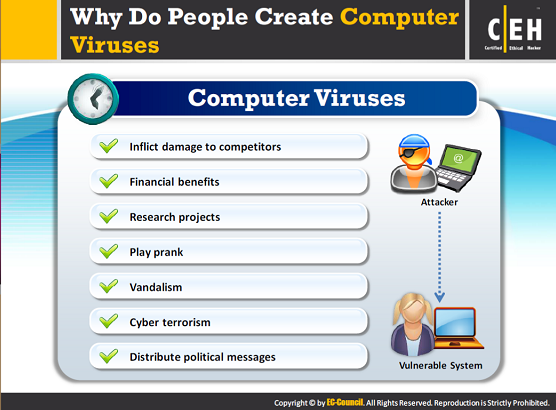 Why Do People Create Computer
Viruses
C|EH
Certified Ethical Hacker
Computer Viruses
Inflict damage to competitors
Financial benefits
Research projects
Play prank
Vandalism
Cyber terrorism
Distribute political messages
@
Attacker
Vulnerable System
Copyright © by EC-Council. All Rights Reserved. Reproduction is Strictly Prohibited.